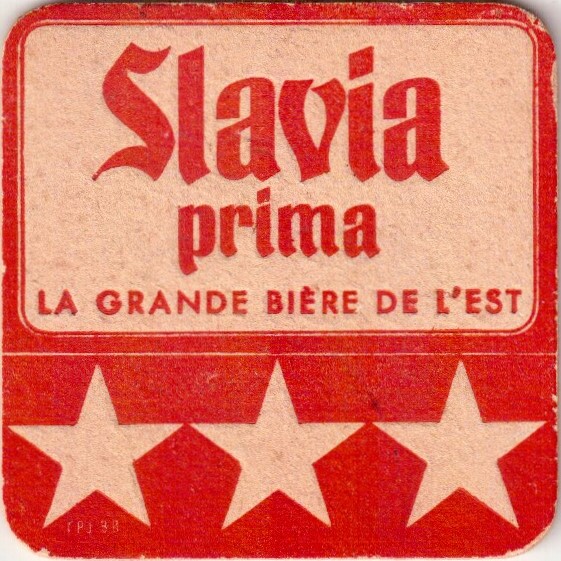 Slavia
prima
LA GRANDE BIÈRE DE L'EST